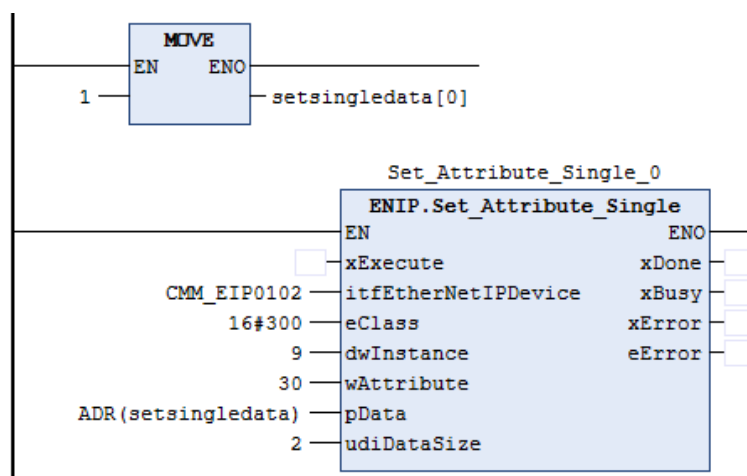 MOVE
EN ENO
1 setsingledata[0]
Set_Attribute_Single_0
ENIP.Set_Attribute_Single
EN ENO
xExecute xDone
CMM_EIP0102 itfEtherNetIPDevice xBusy
16#300 eClass xError
9 dwInstance eError
30 wAttribute
ADR(setsingledata) pData
2 udiDataSize